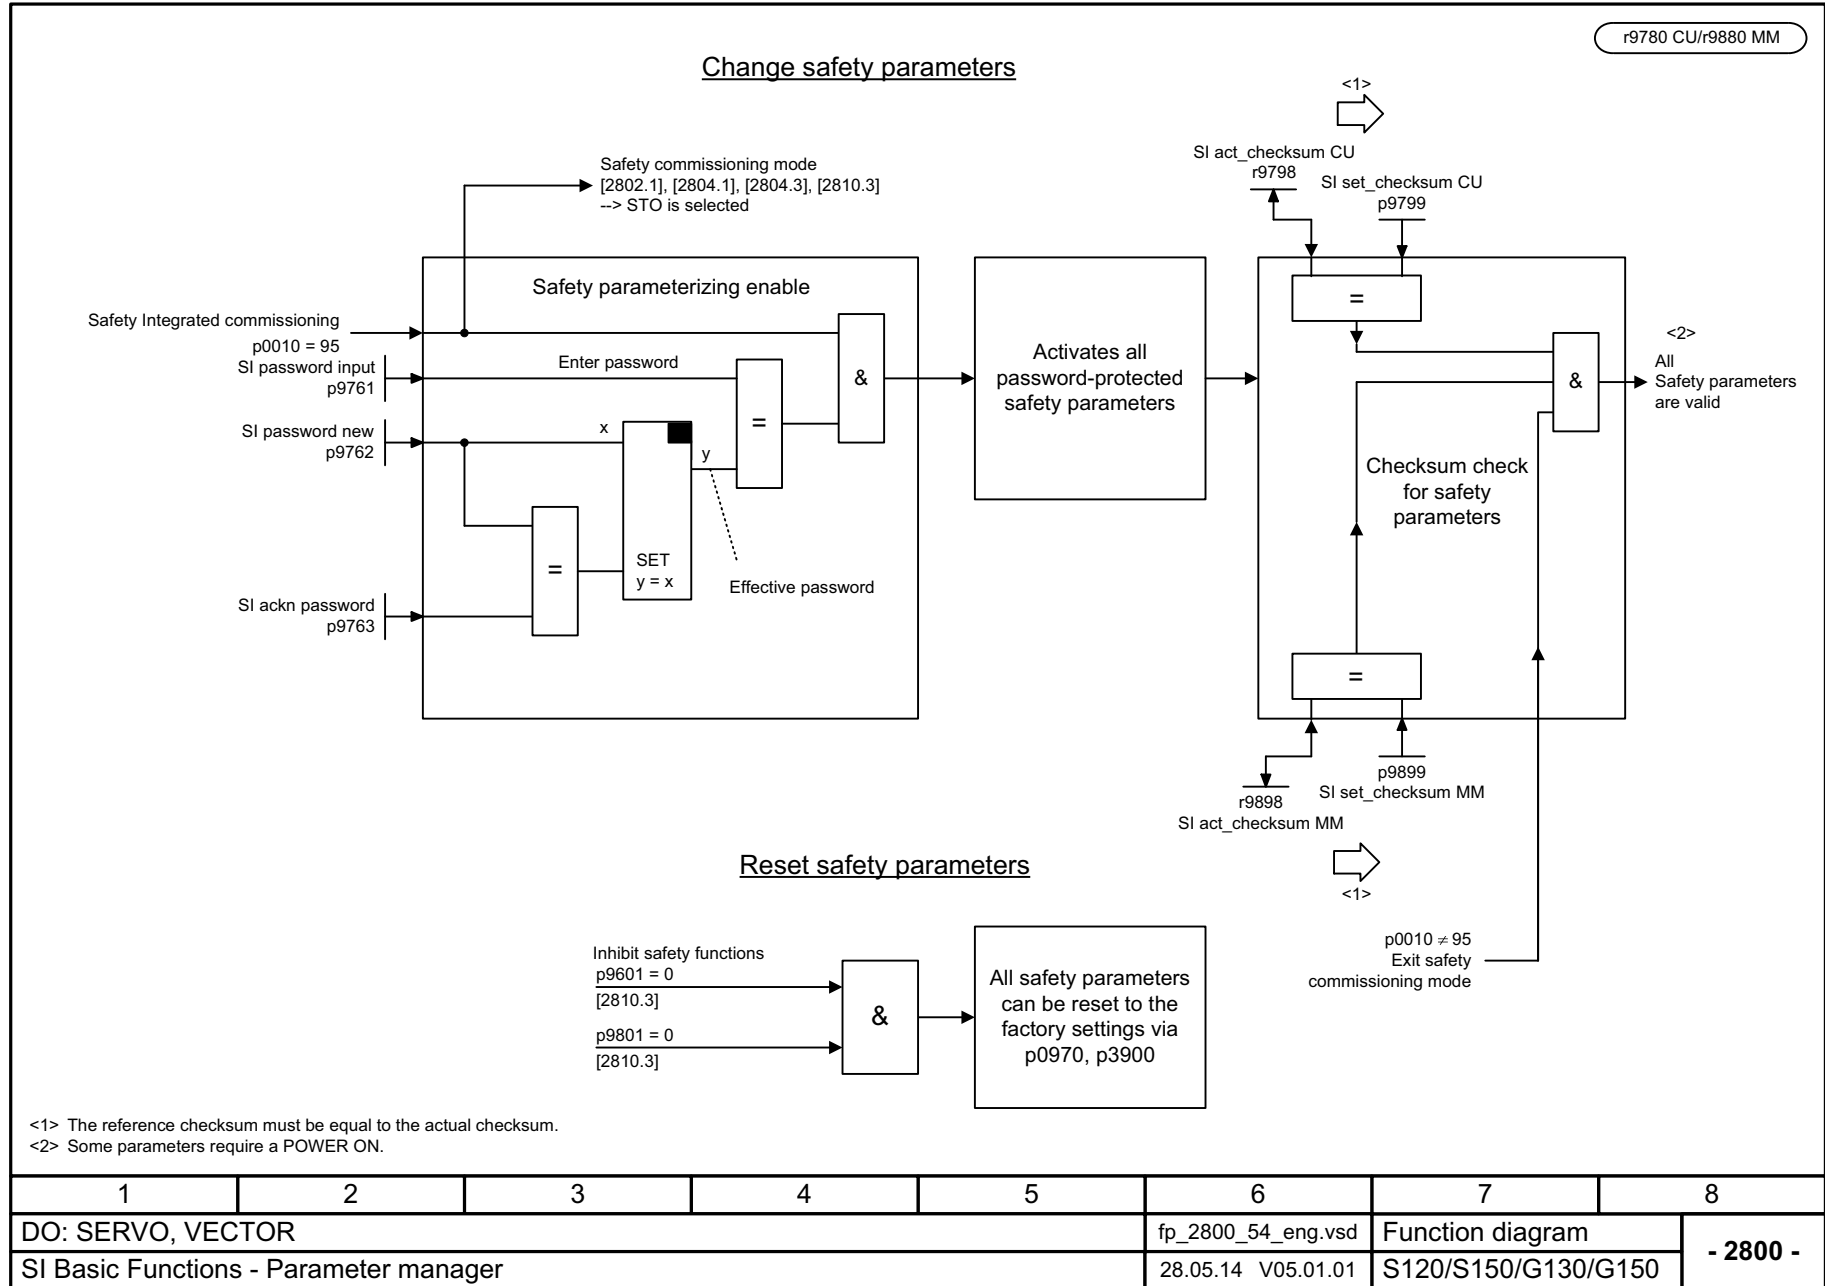 r9780 CU/r9880 MM
Change safety parameters
<1>
Safety commissioning mode
[2802.1], [2804.1], [2804.3], [2810.3]
--> STO is selected
SI act_checksum CU
r9798
SI set_checksum CU
p9799
Safety parameterizing enable
Safety Integrated commissioning
p0010 = 95
SI password input
p9761
Enter password
SI password new
p9762
x
y
=
&
SET
y = x
=
Effective password
SI ackn password
p9763
Activates all
password-protected
safety parameters
=
&
<2>
All
Safety parameters
are valid
Checksum check
for safety
parameters
=
r9898
SI act_checksum MM
p9899
SI set_checksum MM
<1>
p0010 ≠ 95
Exit safety
commissioning mode
Reset safety parameters
Inhibit safety functions
p9601 = 0
[2810.3]
p9801 = 0
[2810.3]
&
All safety parameters
can be reset to the
factory settings via
p0970, p3900
<1> The reference checksum must be equal to the actual checksum.
<2> Some parameters require a POWER ON.
1 2 3 4 5 6 7 8
DO: SERVO, VECTOR
fp_2800_54_eng.vsd
Function diagram
- 2800 -
SI Basic Functions - Parameter manager
28.05.14 V05.01.01
S120/S150/G130/G150